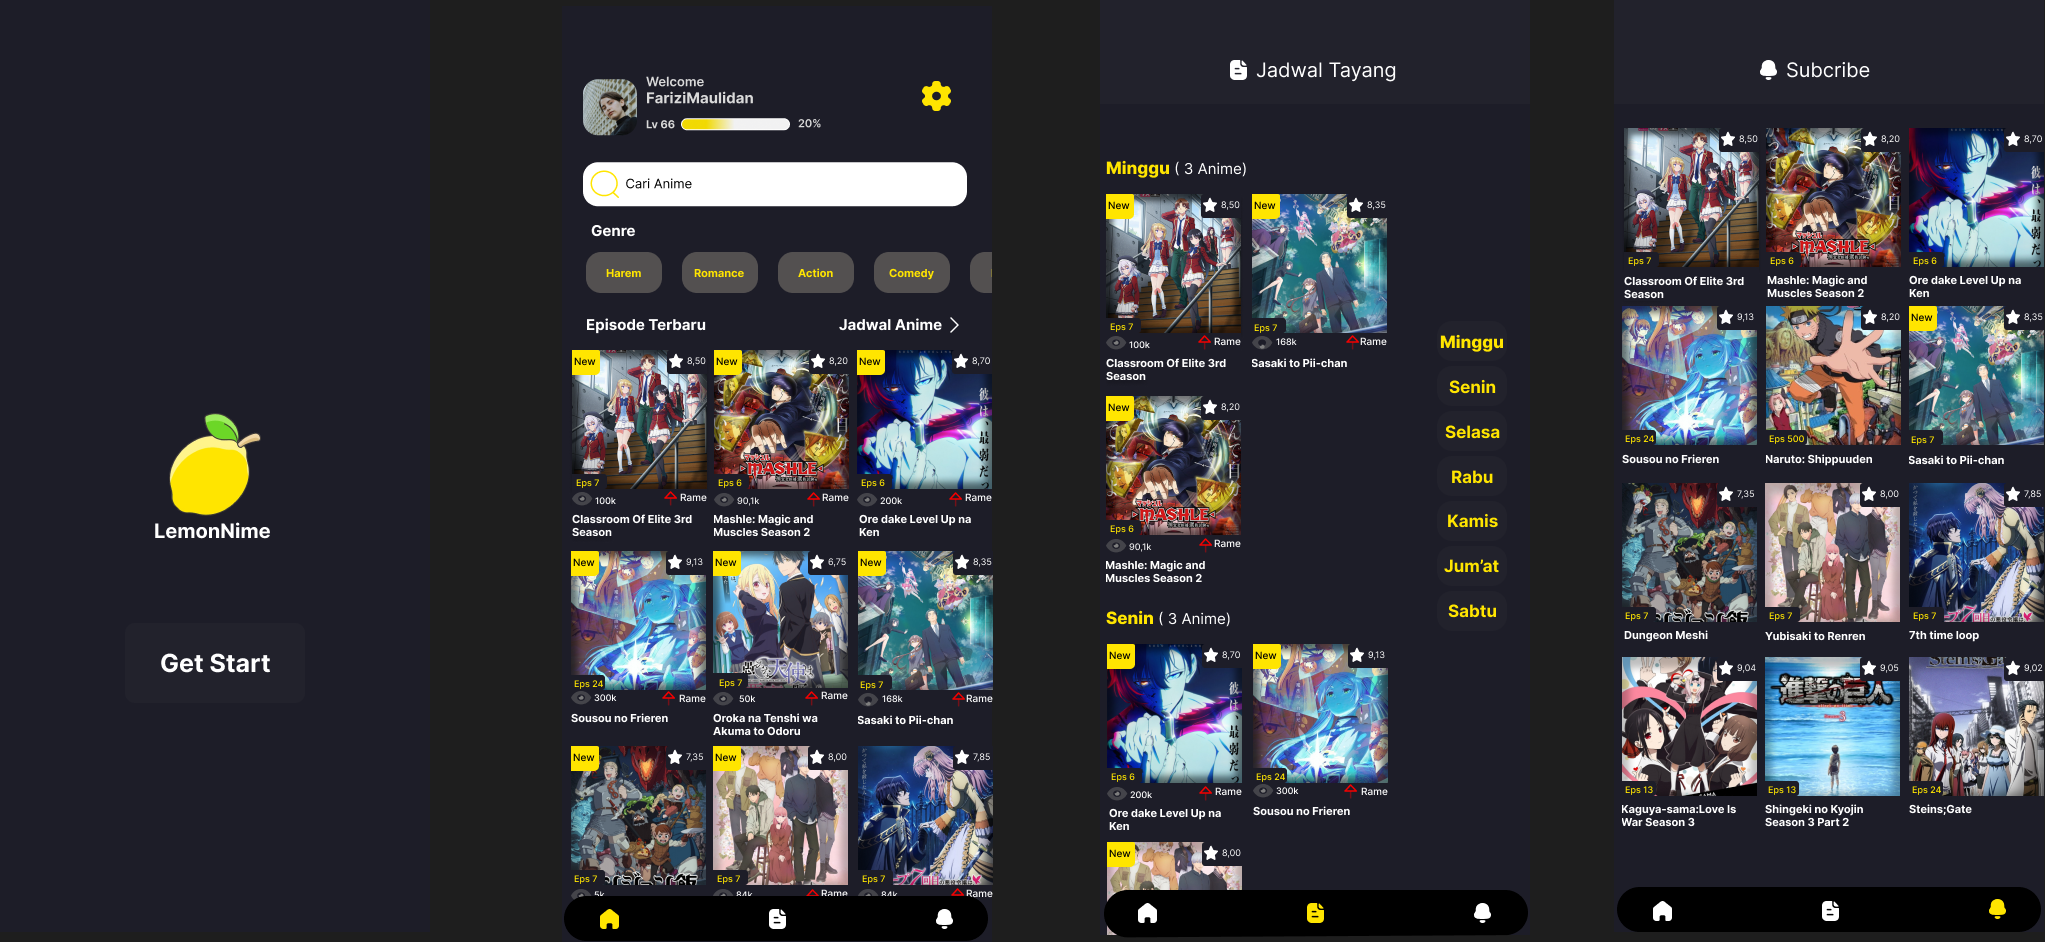 LemonNime
Get Start
Welcome
FariziMaulidan
Lv 66
20%
Cari Anime
Genre
Harem
Romance
Action
Comedy
Episode Terbaru
Jadwal Anime
New
8,50
New
8,20
New
8,70
MASHLE
Eps 7
Eps 6
Eps 6
100k
Rame
90,1k
Rame
200k
Rame
Classroom Of Elite 3rd
Season
Mashle: Magic and
Muscles Season 2
Ore dake Level Up na
Ken
New
9,13
New
6,75
New
8,35
Eps 24
Eps 7
Eps 7
300k
Rame
50k
Rame
168k
Rame
Sousou no Frieren
Oroka na Tenshi wa
Akuma to Odoru
Sasaki to Pii-chan
New
7,35
New
8,00
7,85
Eps 7
Eps 7
Eps 7
5k
84k
Rame
84k
Rame
Jadwal Tayang
Minggu ( 3 Anime)
New
8,50
New
8,35
Eps 7
Eps 7
100k
Rame
168k
Rame
Classroom Of Elite 3rd
Season
Sasaki to Pii-chan
New
8,20
MASHLE
Eps 6
90,1k
Rame
Mashle: Magic and
Muscles Season 2
Senin ( 3 Anime)
New
8,70
New
9,13
Eps 6
Eps 24
200k
Rame
300k
Rame
Ore dake Level Up na
Ken
Sousou no Frieren
New
8,00
Minggu
Senin
Selasa
Rabu
Kamis
Jum’at
Sabtu
Subcribe
8,50
8,20
8,70
MASHLE
Eps 7
Eps 6
Eps 6
Classroom Of Elite 3rd
Season
Mashle: Magic and
Muscles Season 2
Ore dake Level Up na
Ken
9,13
8,20
New
8,35
Eps 24
Eps 500
Eps 7
Sousou no Frieren
Naruto: Shippuuden
Sasaki to Pii-chan
7,35
8,00
7,85
Eps 7
Eps 7
Eps 7
Dungeon Meshi
Yubisaki to Renren
7th time loop
9,04
9,05
9,02
進撃の巨人
Eps 13
Eps 13
Eps 24
Kaguya-sama:Love Is
War Season 3
Shingeki no Kyojin
Season 3 Part 2
Steins;Gate